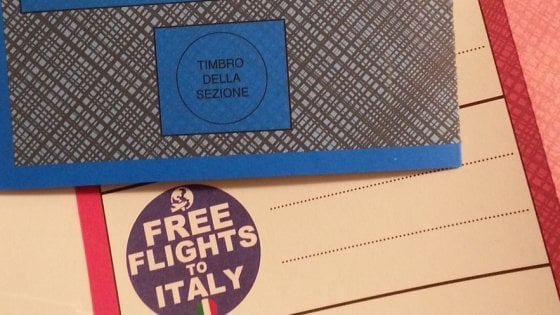 TIMBRO
DELLA
SEZIONE
FREE
FLIGHTS
TO
ITALY